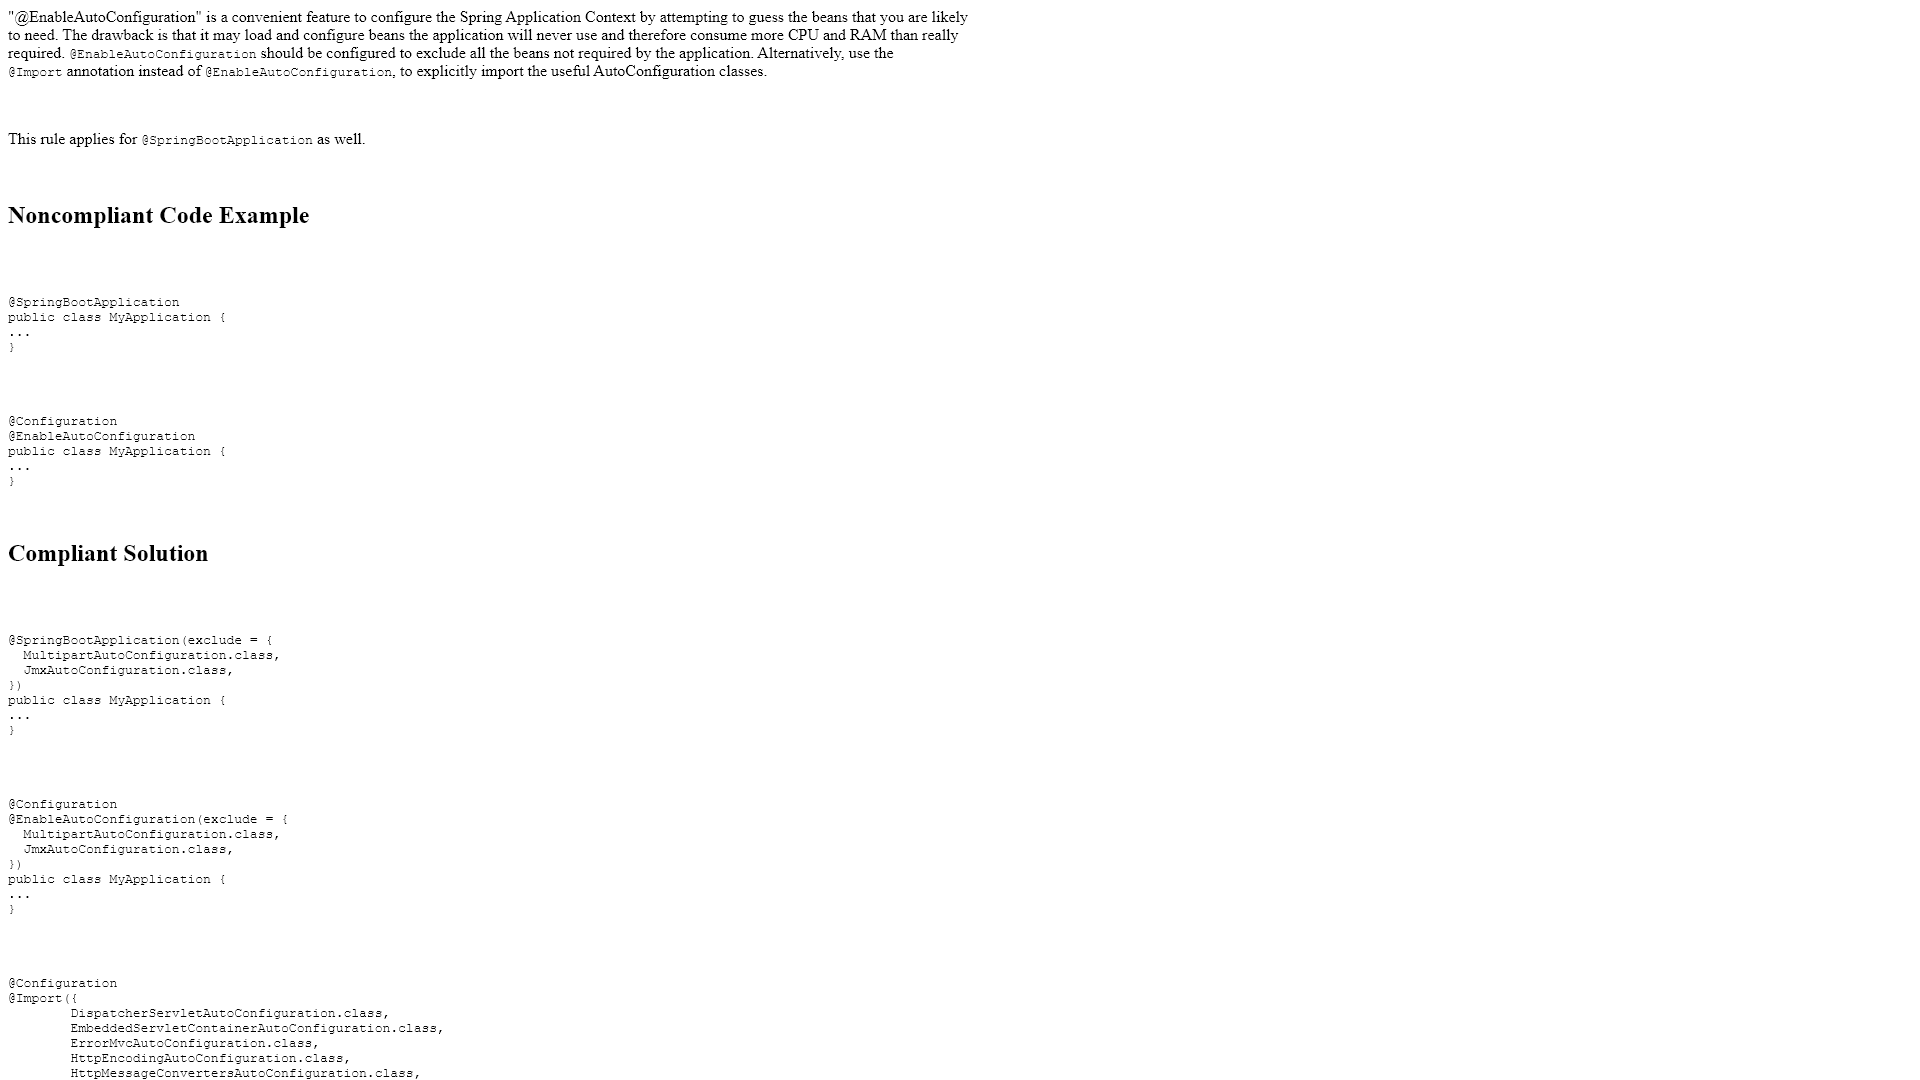 "@EnableAutoConfiguration" is a convenient feature to configure the Spring Application Context by attempting to guess the beans that you are likely
to need. The drawback is that it may load and configure beans the application will never use and therefore consume more CPU and RAM than really
required. @EnableAutoConfiguration should be configured to exclude all the beans not required by the application. Alternatively, use the
@Import annotation instead of @EnableAutoConfiguration, to explicitly import the useful AutoConfiguration classes.
This rule applies for @SpringBootApplication as well.
Noncompliant Code Example
@SpringBootApplication
public class MyApplication {
...
}
@Configuration
@EnableAutoConfiguration
public class MyApplication {
...
}
Compliant Solution
@SpringBootApplication(exclude = {
  MultipartAutoConfiguration.class,
  JmxAutoConfiguration.class,
})
public class MyApplication {
...
}
@Configuration
@EnableAutoConfiguration(exclude = {
  MultipartAutoConfiguration.class,
  JmxAutoConfiguration.class,
})
public class MyApplication {
...
}
@Configuration
@Import({
        DispatcherServletAutoConfiguration.class,
        EmbeddedServletContainerAutoConfiguration.class,
        ErrorMvcAutoConfiguration.class,
        HttpEncodingAutoConfiguration.class,
        HttpMessageConvertersAutoConfiguration.class,